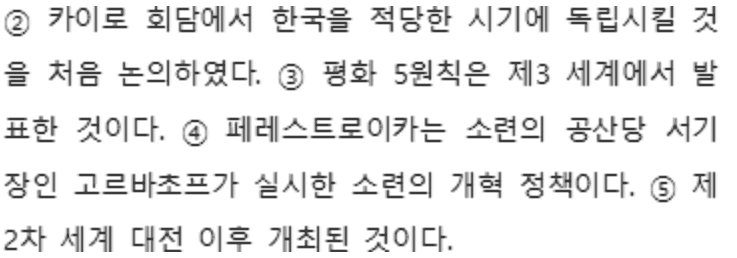 ② 카이로 회담에서 한국을 적당한 시기에 독립시킬 것
을 처음 논의하였다. ③ 평화 5원칙은 제3 세계에서 발
표한 것이다. ④ 페레스트로이카는 소련의 공산당 서기
장인 고르바초프가 실시한 소련의 개혁 정책이다. ⑤ 제
2차 세계 대전 이후 개최된 것이다.